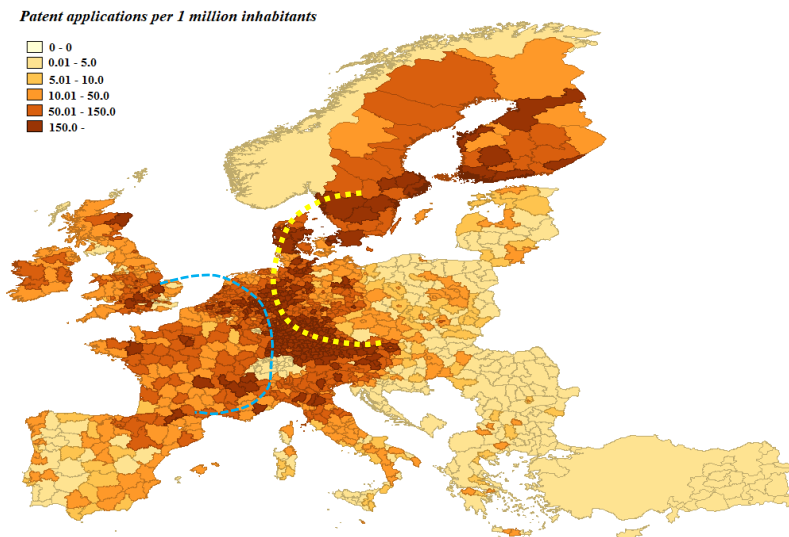 Patent applications per 1 million inhabitants
0 - 0
0.01 - 5.0
5.01 - 10.0
10.01 - 50.0
50.01 - 150.0
150.0 -